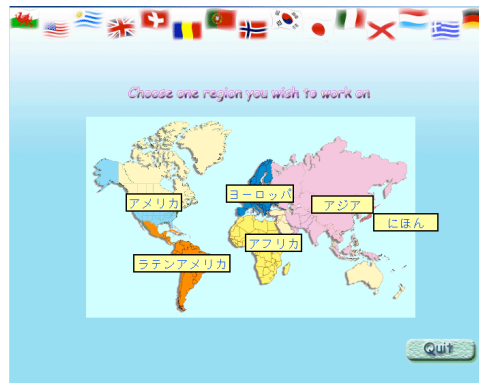 Choose one region you wish to work on
ヨーロッパ
アメリカ
アジア
にほん
アフリカ
ラテンアメリカ
Quit